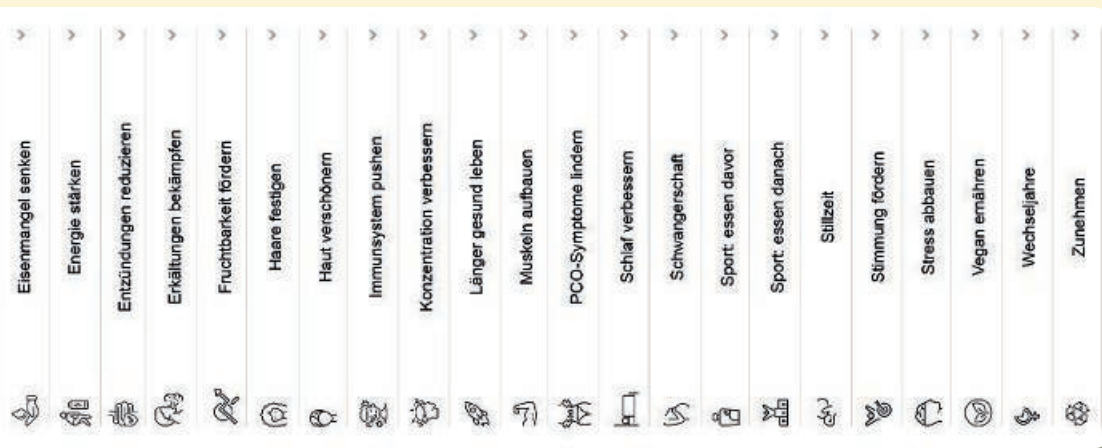 Eisenmangel senken
Energie stärken
Entzündungen reduzieren
Erkältungen bekämpfen
Fruchtbarkeit fördern
Haare festigen
Haut verschönern
Immunsystem pushen
Konzentration verbessern
Länger gesund leben
Muskeln aufbauen
PCO-Symptome lindern
Schlaf verbessern
Schwangerschaft
Sport: essen davor
Sport: essen danach
Stillzeit
Stimmung fördern
Stress abbauen
Vegan ernähren
Wechseljahre
Zunehmen